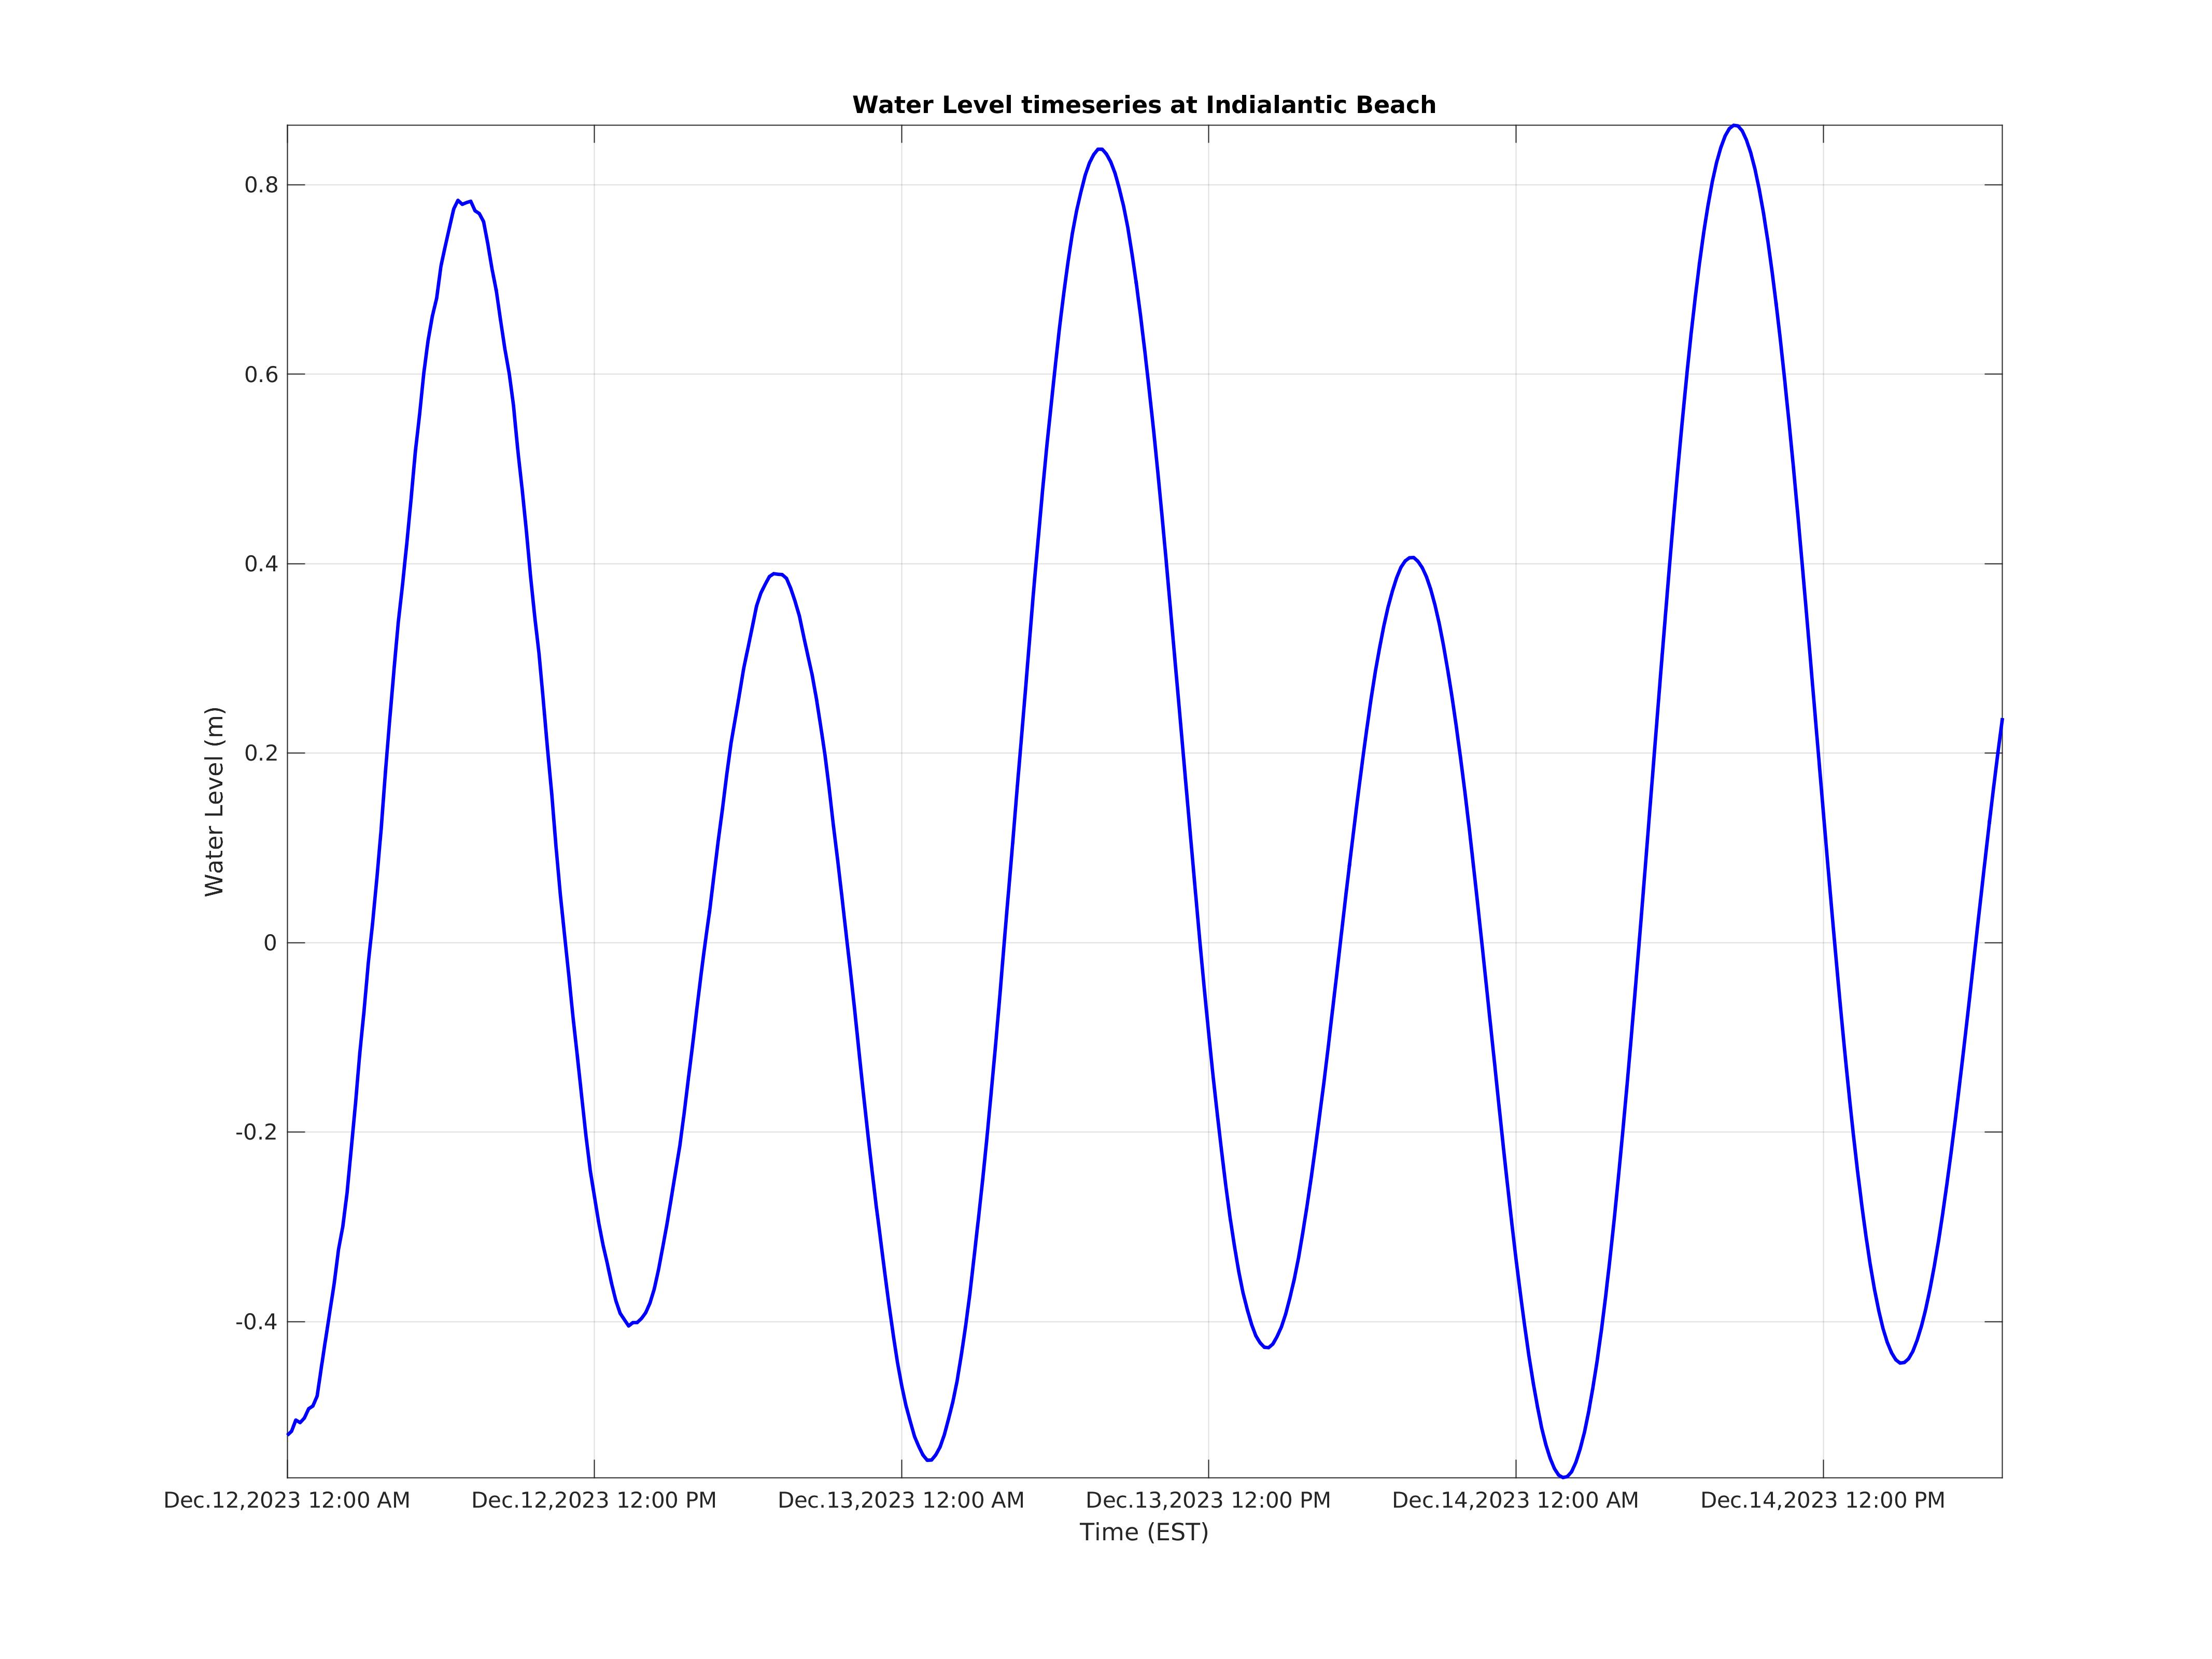 Water Level timeseries at Indialantic Beach
0.8
0.6
0.4
0.2
0
-0.2
-0.4
Water Level (m)
Dec.12,2023 12:00 AM Dec.12,2023 12:00 PM Dec.13,2023 12:00 AM Dec.13,2023 12:00 PM Dec.14,2023 12:00 AM Dec.14,2023 12:00 PM
Time (EST)